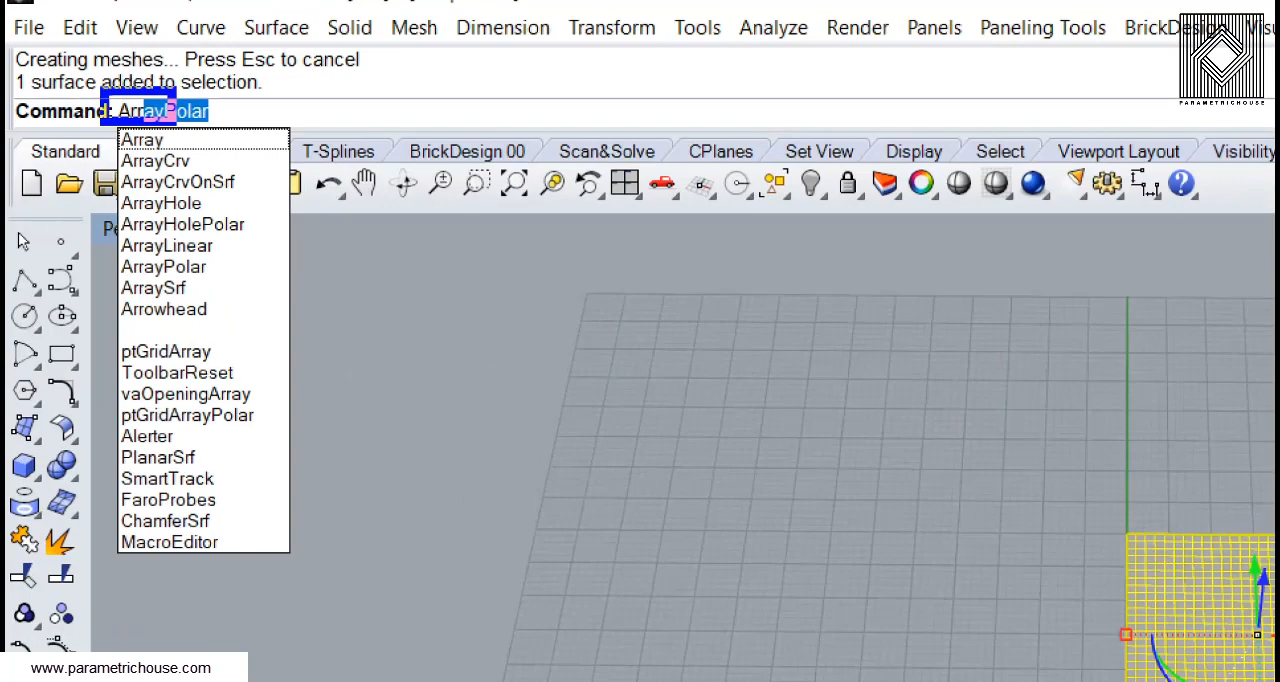 File Edit View Curve Surface Solid Mesh Dimension Transform Tools Analyze Render Panels Paneling Tools BrickDesign
Creating meshes... Press Esc to cancel
1 surface added to selection.
Command: ArrayPolar
PARAMETRICHOUSE
Standard T-Splines BrickDesign 00 Scan&Solve CPlanes Set View Display Select Viewport Layout Visibility
Array
ArrayCrv
ArrayCrvOnSrf
ArrayHole
ArrayHolePolar
ArrayLinear
ArrayPolar
ArraySrf
Arrowhead
ptGridArray
ToolbarReset
vaOpeningArray
ptGridArrayPolar
Alerter
PlanarSrf
SmartTrack
FaroProbes
ChamferSrf
MacroEditor
www.parametrichouse.com